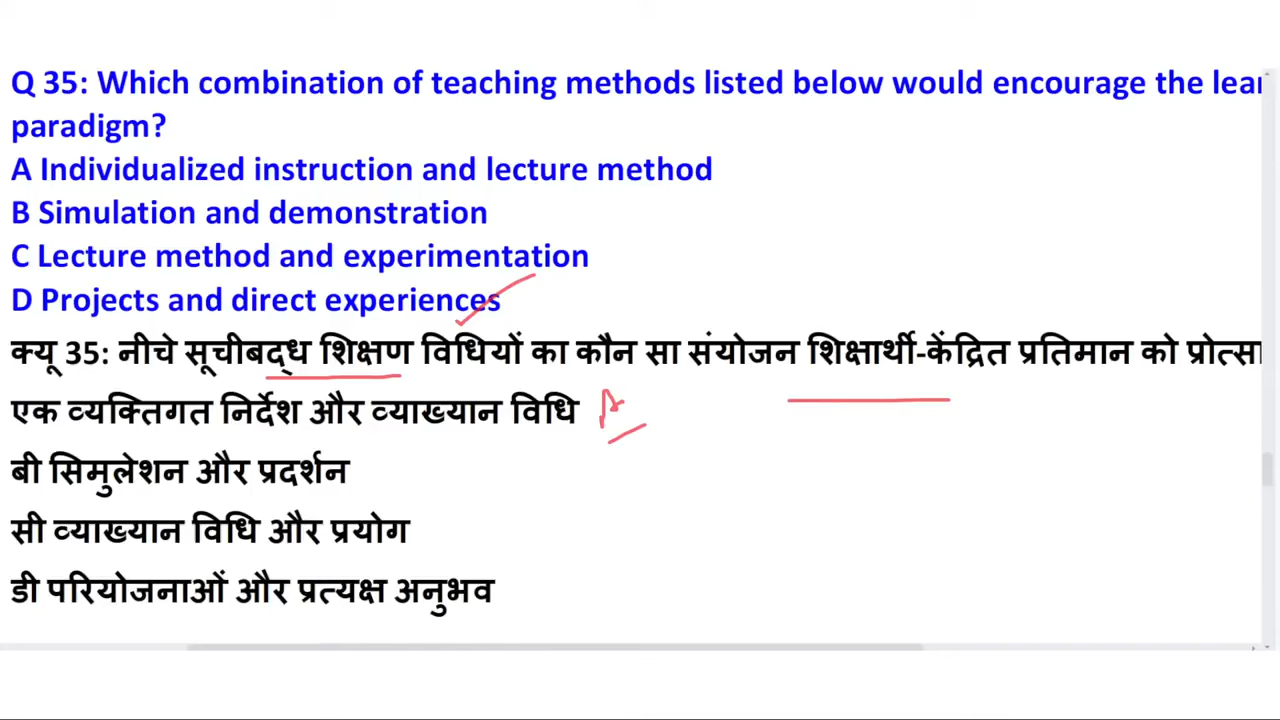 Q 35: Which combination of teaching methods listed below would encourage the lear
paradigm?
A Individualized instruction and lecture method
B Simulation and demonstration
C Lecture method and experimentation
D Projects and direct experiences
क्यू 35: नीचे सूचीबद्ध शिक्षण विधियों का कौन सा संयोजन शिक्षार्थी-केंद्रित प्रतिमान को प्रोत्सा
एक व्यक्तिगत निर्देश और व्याख्यान विधि A
बी सिमुलेशन और प्रदर्शन
सी व्याख्यान विधि और प्रयोग
डी परियोजनाओं और प्रत्यक्ष अनुभव